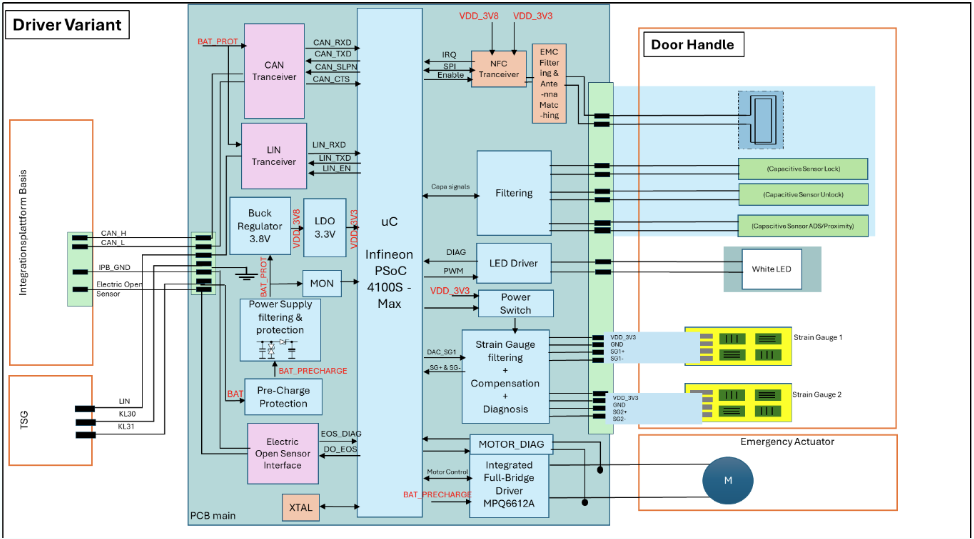 Driver Variant
Integrationsplattform Basis
CAN_H
CAN_L
IPB_GND
Electric Open
Sensor
TSG
LIN
KL30
KL31
BAT_PROT
CAN
Tranceiver
CAN_RXD
CAN_TXD
CAN_SLPN
CAN_CTS
LIN
Tranceiver
LIN_RXD
LIN_TXD
LIN_EN
Buck
Regulator
3.8V
VDD_3V8
LDO
3.3V
VDD_3V3
BAT_PROT
MON
Power Supply
filtering &
protection
BAT_PRECHARGE
BAT
Pre-Charge
Protection
Electric
Open Sensor
Interface
EOS_DIAG
DO_EOS
XTAL
PCB main
uC
Infineon
PSoC
4100S -
Max
VDD_3V8
VDD_3V3
IRQ
SPI
Enable
NFC
Tranceiver
EMC
Filter
ing &
Ante
-nna
Matc
-hing
Capa signals
Filtering
DIAG
PWM
LED Driver
VDD_3V3
Power
Switch
DAC_SG1
SG+ & SG-
Strain Gauge
filtering
+
Compensation
+
Diagnosis
MOTOR_DIAG
Motor Control
BAT_PRECHARGE
Integrated
Full-Bridge
Driver
MPQ6612A
Door Handle
(Capacitive Sensor Lock)
(Capacitive Sensor Unlock)
(Capacitive Sensor ADS/Proximity)
White LED
VDD_3V3
GND
SG1+
SG1-
Strain Gauge 1
VDD_3V3
GND
SG2+
SG2-
Strain Gauge 2
Emergency Actuator
M